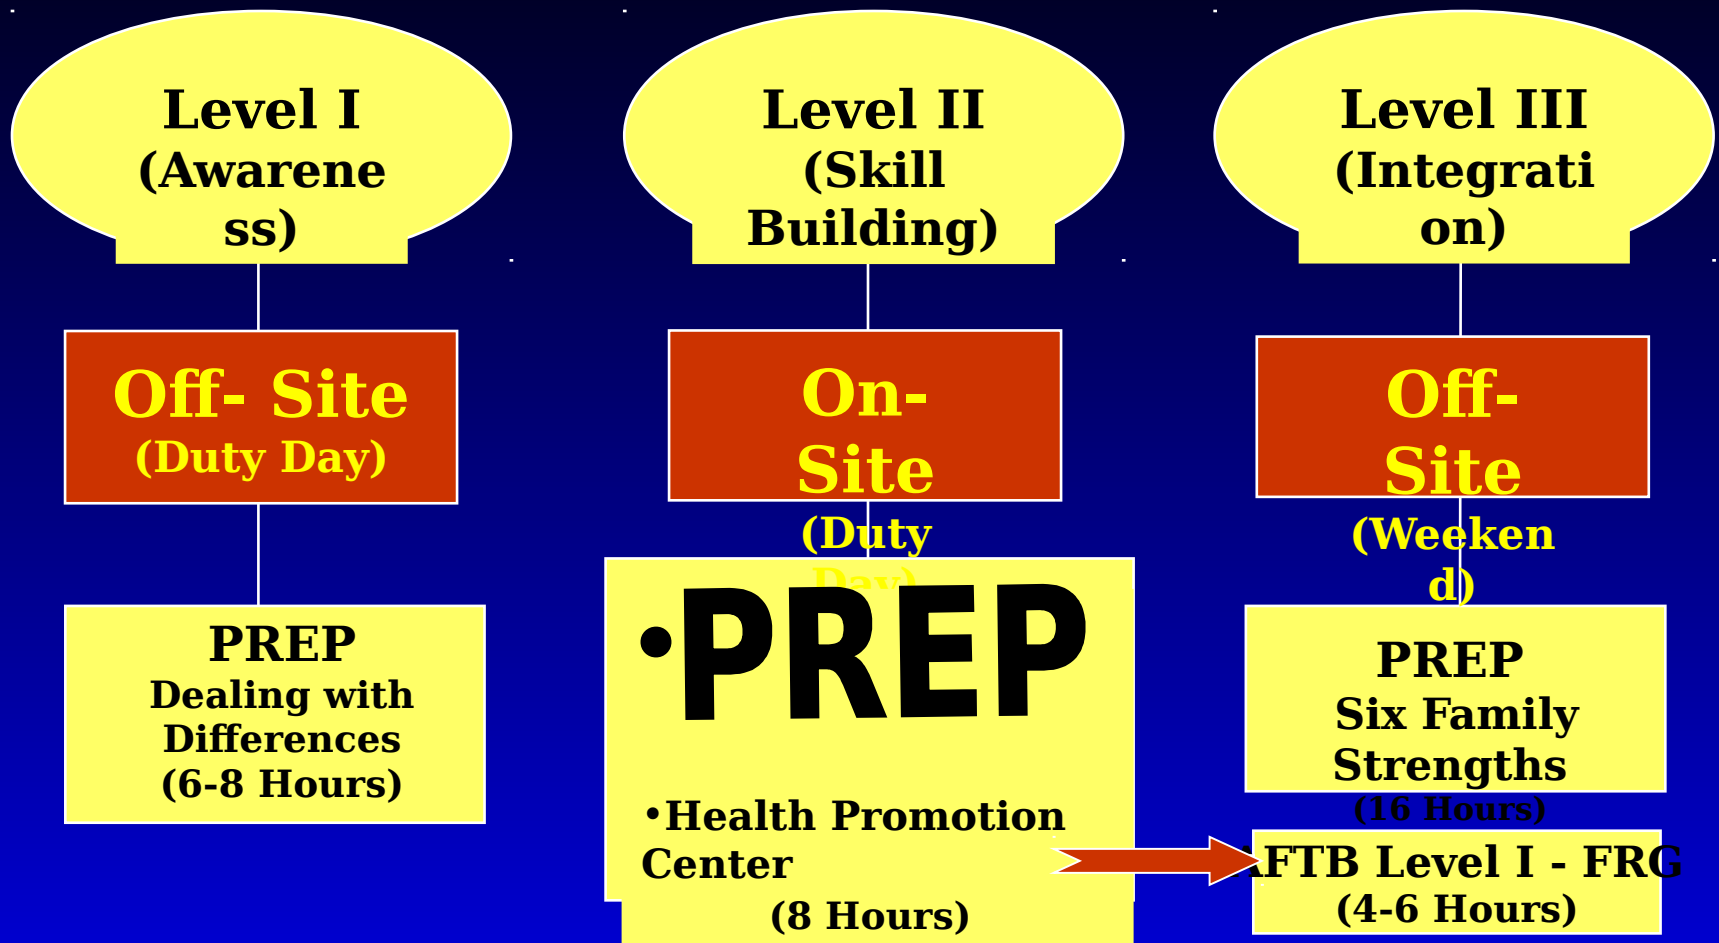 Level I
(Awarene
ss)
Off- Site
(Duty Day)
PREP
Dealing with
Differences
(6-8 Hours)
Level II
(Skill
Building)
On-
Site
(Duty
Day)
•PREP
•Health Promotion
Center
(8 Hours)
Level III
(Integrati
on)
Off-
Site
(Weeken
d)
PREP
Six Family
Strengths
(16 Hours)
AFTB Level I - FRG
(4-6 Hours)